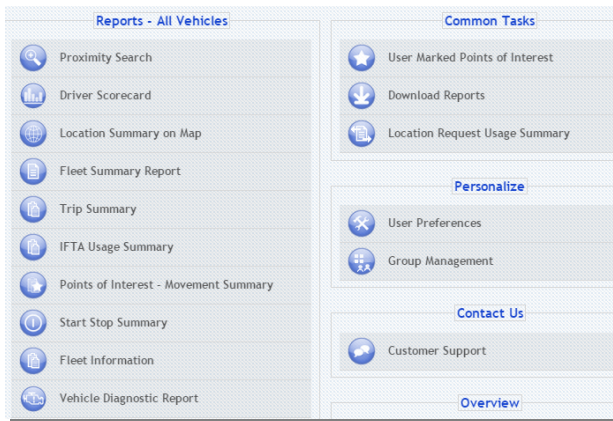 Reports - All Vehicles
Proximity Search
Driver Scorecard
Location Summary on Map
Fleet Summary Report
Trip Summary
IFTA Usage Summary
Points of Interest - Movement Summary
Start Stop Summary
Fleet Information
Vehicle Diagnostic Report
Common Tasks
User Marked Points of Interest
Download Reports
Location Request Usage Summary
Personalize
User Preferences
Group Management
Contact Us
Customer Support
Overview